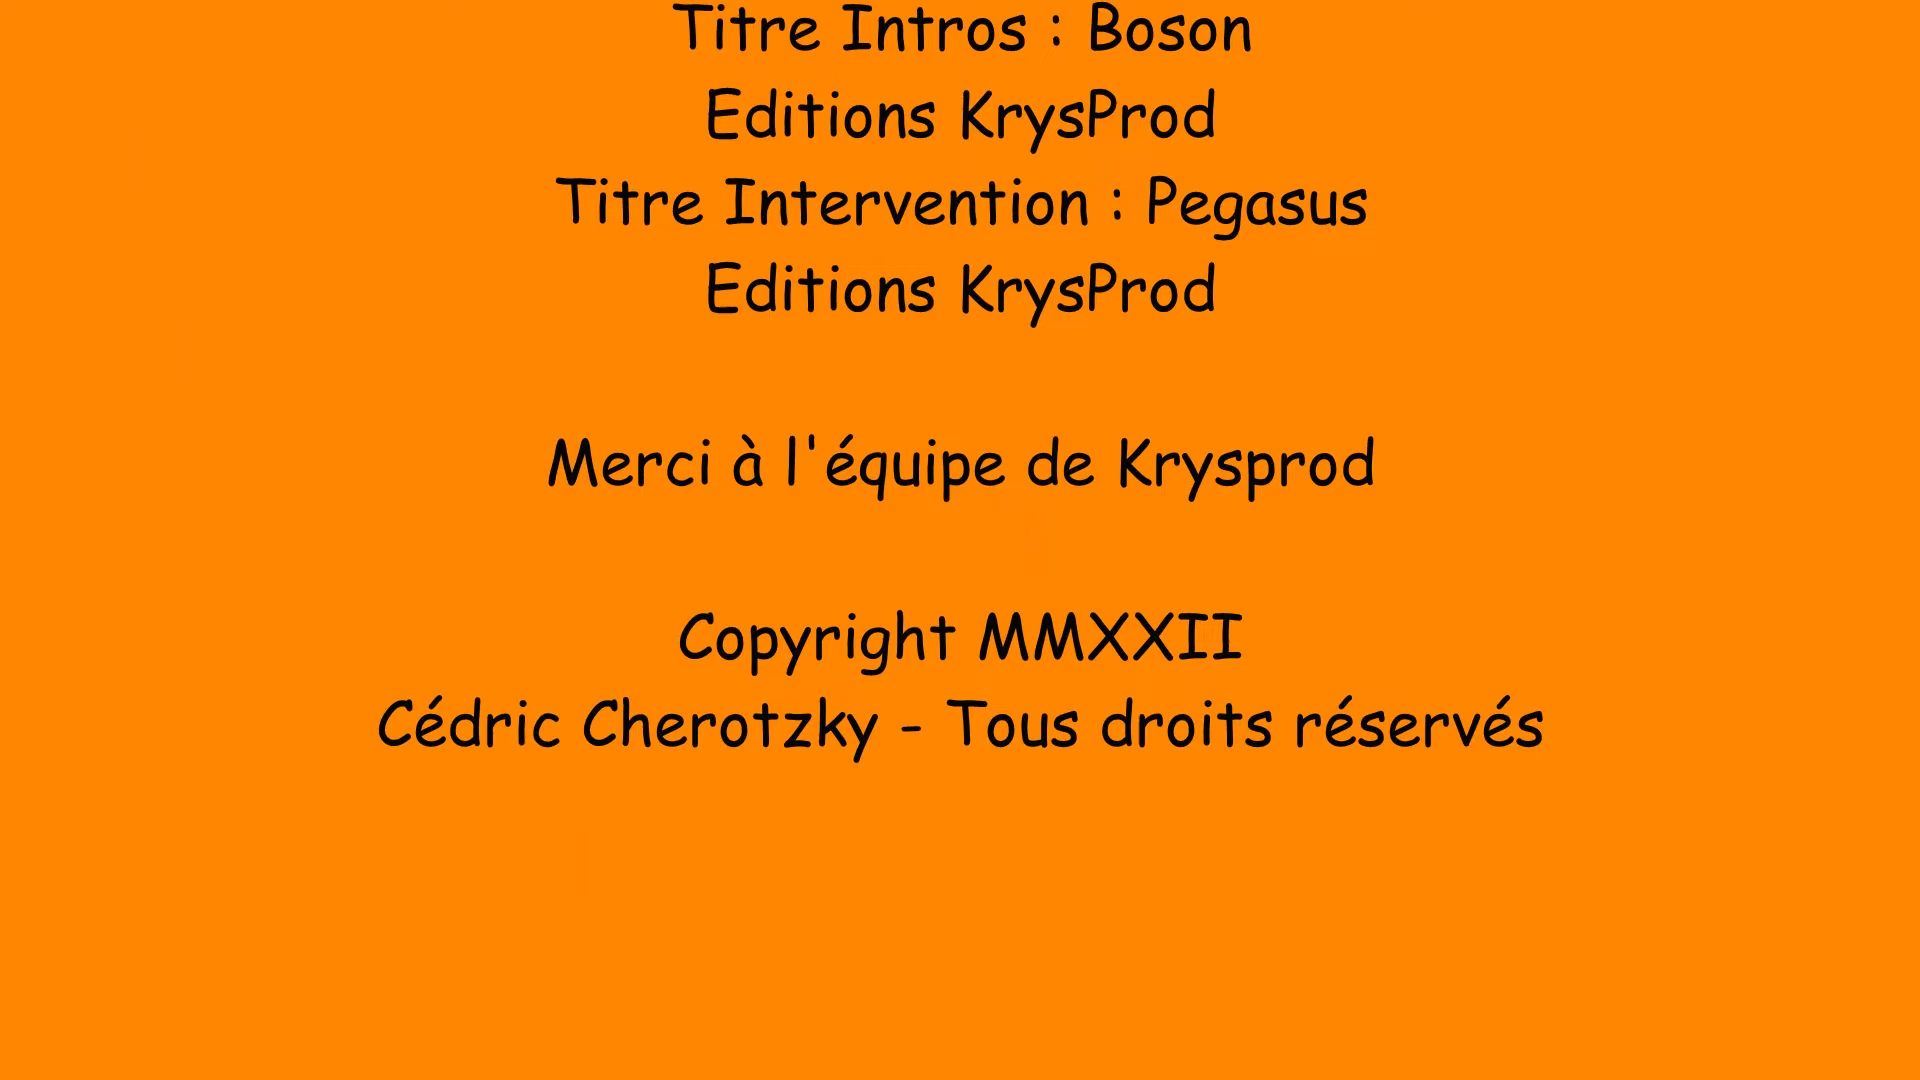 Titre Intros : Boson
Editions KrysProd
Titre Intervention : Pegasus
Editions KrysProd
Merci à l'équipe de Krysprod
Copyright MMXXII
Cédric Cherotzky - Tous droits réservés